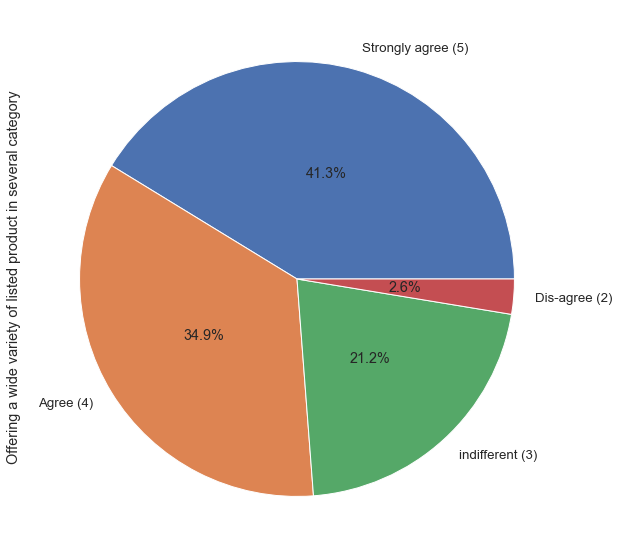 Offering a wide variety of listed product in several category
Strongly agree (5)
41.3%
2.6%
Dis-agree (2)
34.9%
21.2%
Agree (4)
indifferent (3)